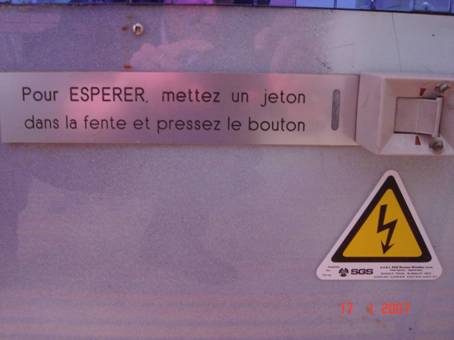 Pour ESPERER, mettez un jeton
dans la fente et pressez le bouton
SGS
17 4 2007